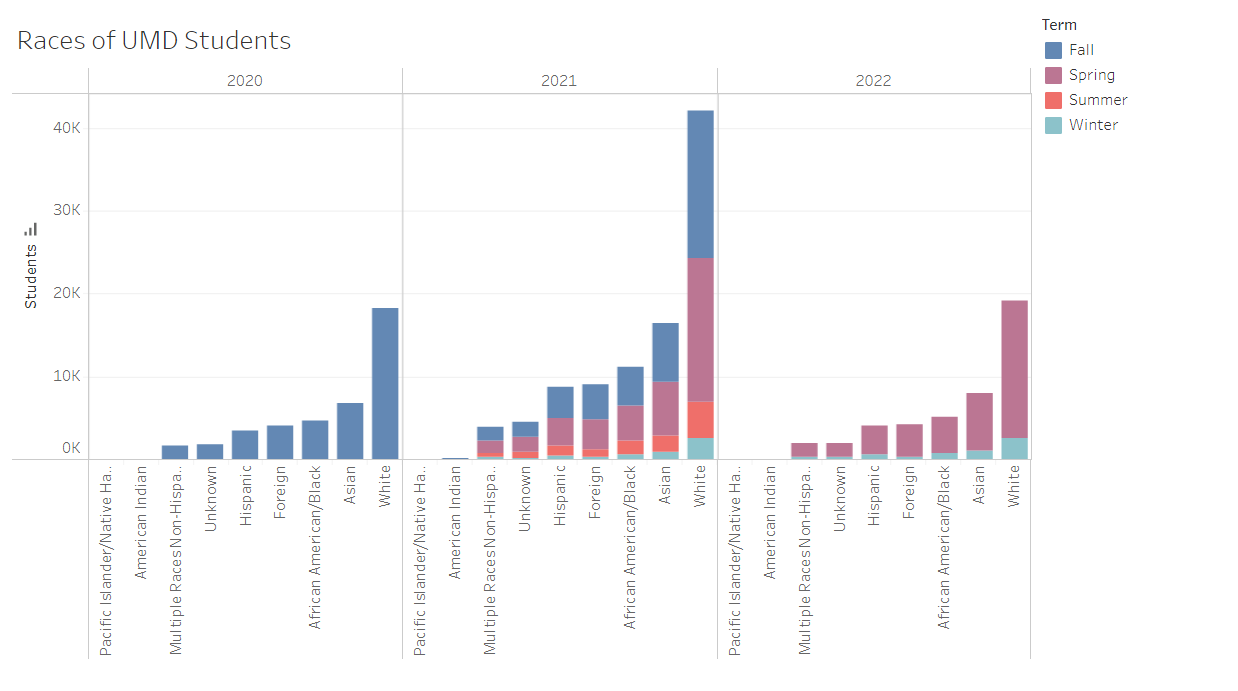 Races of UMD Students
Term
Fall
Spring
Summer
Winter
2020
2021
2022
40K
30K
20K
10K
0K
Students
Pacific Islander/Native Ha..
American Indian
Multiple Races Non-Hispa..
Unknown
Hispanic
Foreign
African American/Black
Asian
White
Pacific Islander/Native Ha..
American Indian
Multiple Races Non-Hispa..
Unknown
Hispanic
Foreign
African American/Black
Asian
White
Pacific Islander/Native Ha..
American Indian
Multiple Races Non-Hispa..
Unknown
Hispanic
Foreign
African American/Black
Asian
White